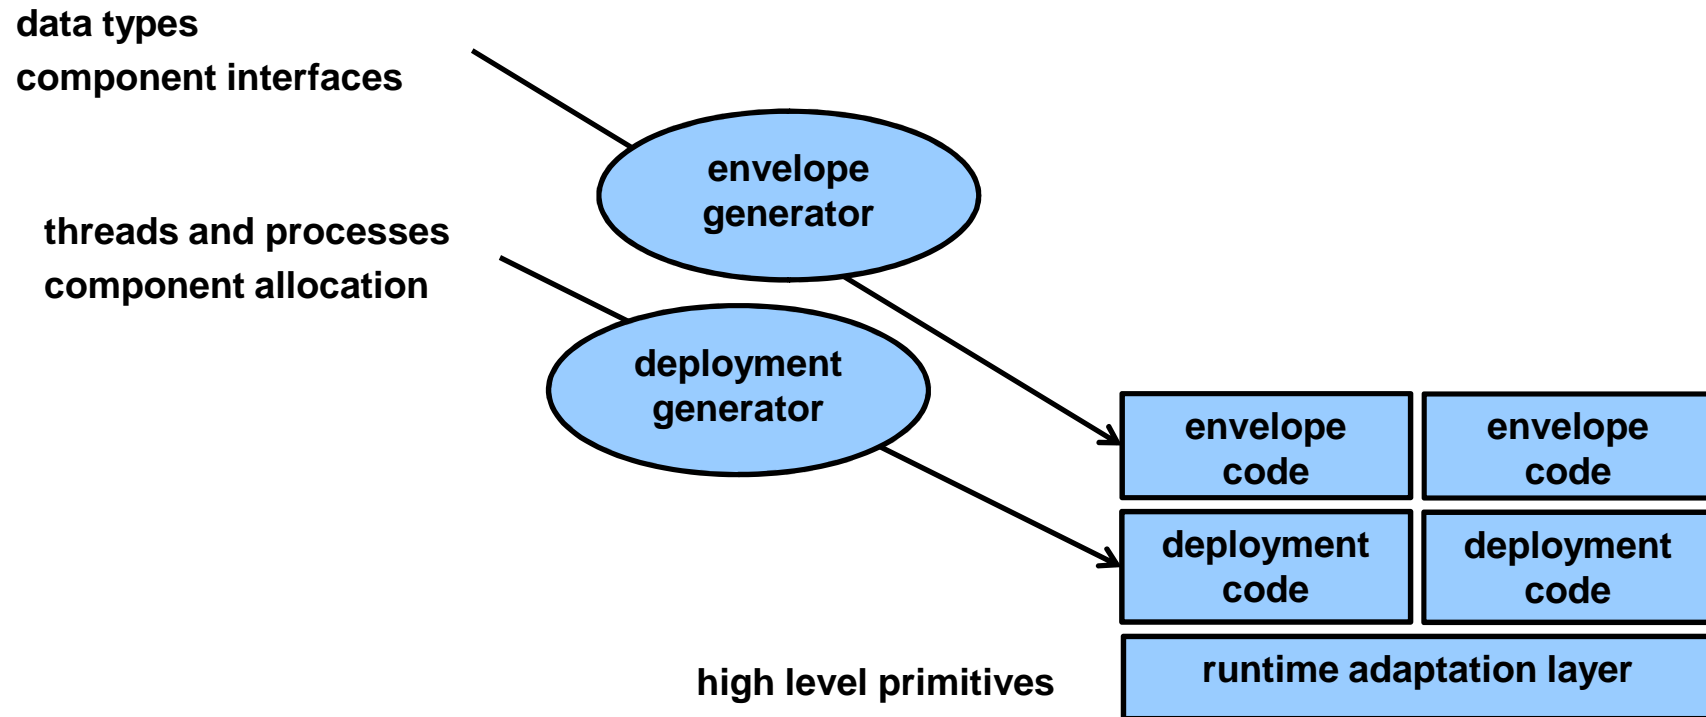 data types
component interfaces
envelope
generator
threads and processes
component allocation
deployment
generator
envelope
code
envelope
code
deployment
code
deployment
code
high level primitives
runtime adaptation layer